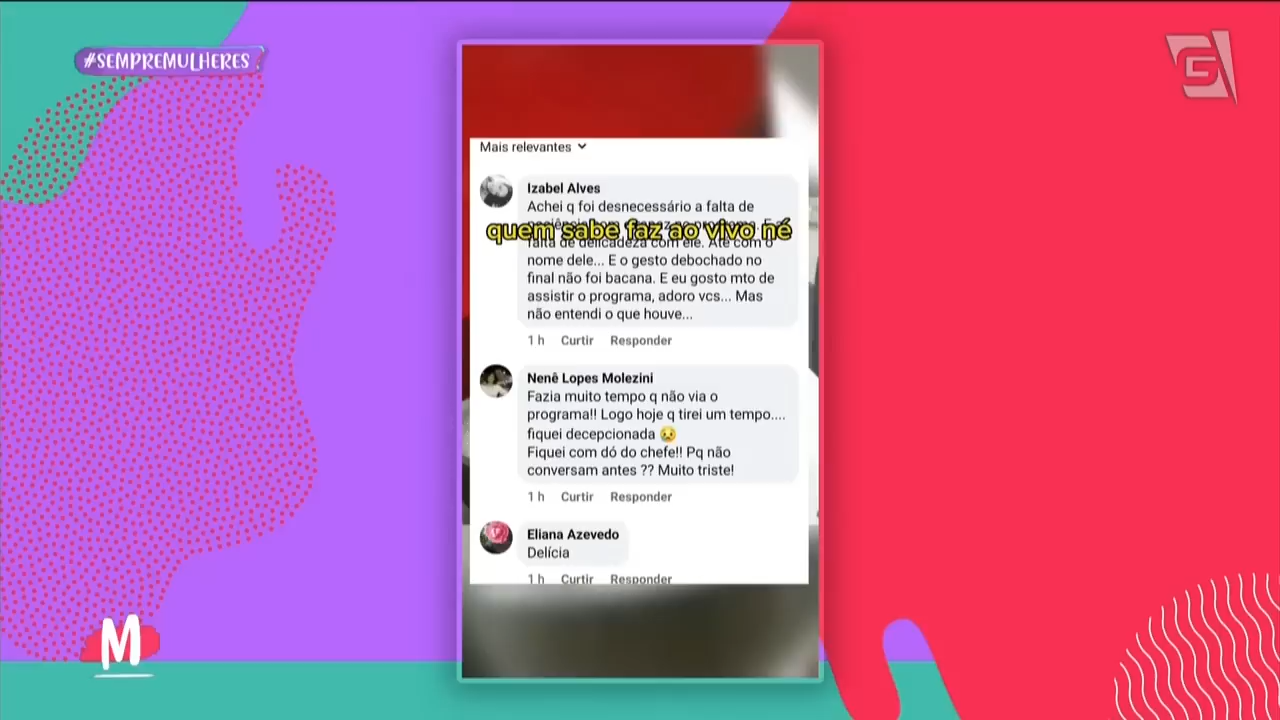 #SEMPREMULHERES
G
Mais relevantes
Izabel Alves
Achei q foi desnecessário a falta de
quem sabe faz ao vivo né
falta de delicadeza com ele. Até com o
nome dele... E o gesto debochado no
final não foi bacana. E eu gosto mto de
assistir o programa, adoro vcs... Mas
não entendi o que houve...
1 h Curtir Responder
Nenê Lopes Molezini
Fazia muito tempo q não via o
programa!! Logo hoje q tirei um tempo....
fiquei decepcionada 😢
Fiquei com dó do chefe!! Pq não
conversam antes ?? Muito triste!
1 h Curtir Responder
Eliana Azevedo
Delícia
1 h Curtir Responder
M